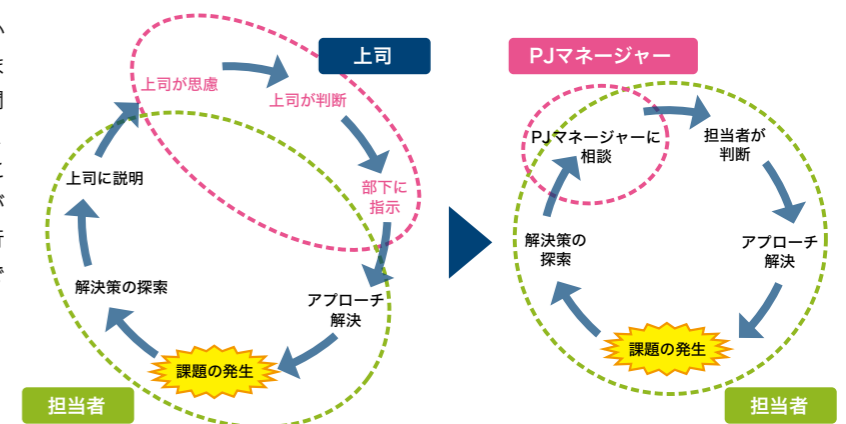 上司
上司が思慮
上司が判断
部下に
指示
上司に説明
解決策の探索
アプローチ
解決
課題の発生
担当者
PJマネージャー
PJマネージャーに
相談
担当者が
判断
解決策の
探索
アプローチ
解決
課題の発生
担当者